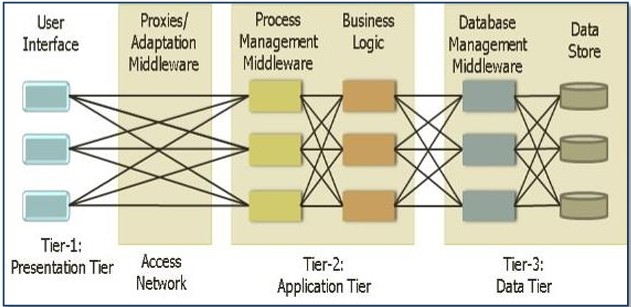 User
Interface
Proxies/
Adaptation
Middleware
Process
Management
Middleware
Business
Logic
Database
Management
Middleware
Data
Store
Tier-1:
Presentation Tier
Access
Network
Tier-2:
Application Tier
Tier-3:
Data Tier